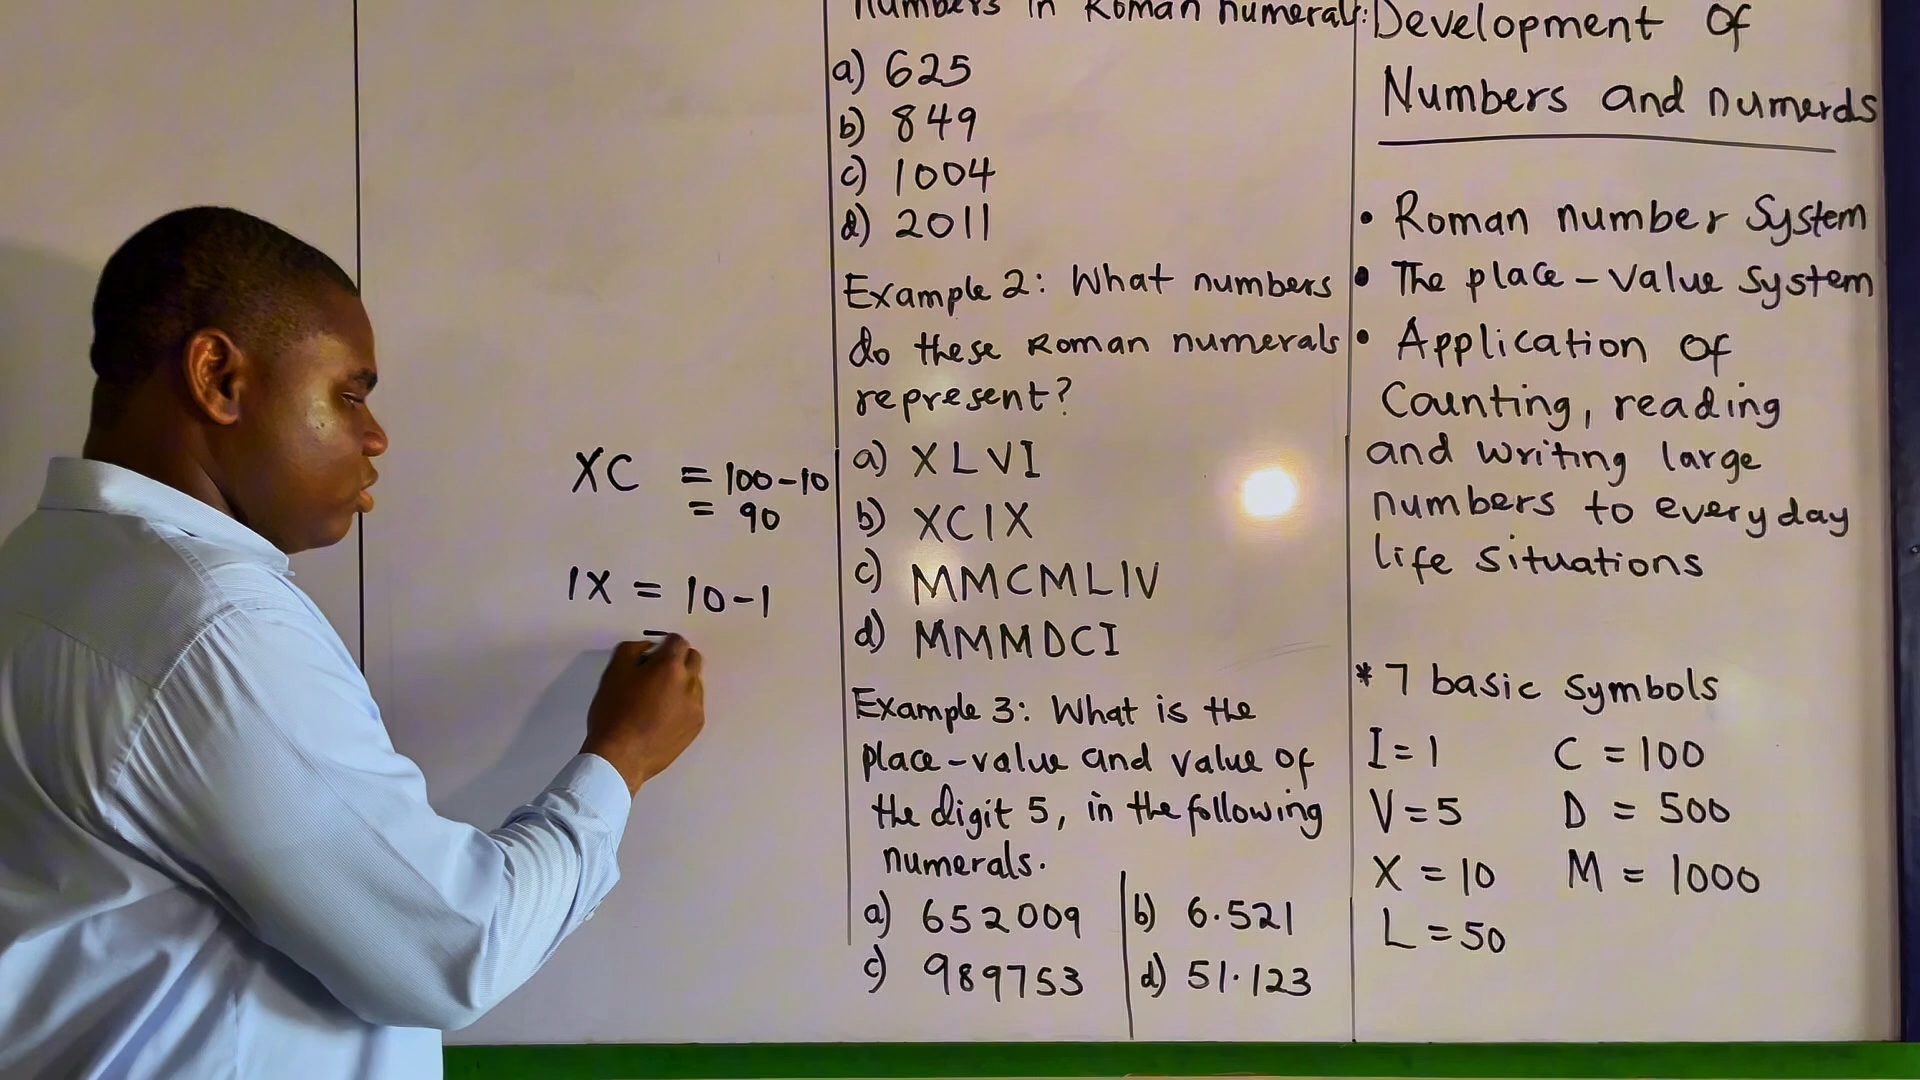 XC = 100-10
= 90
IX = 10-1
=
numbers in Roman numerals:
a) 625
b) 849
c) 1004
d) 2011
Example 2: What numbers
do these Roman numerals
represent?
a) XLVI
b) XCIX
c) MMCMLIV
d) MMMDCI
Example 3: What is the
place-value and value of
the digit 5, in the following
numerals.
a) 652009
b) 6.521
c) 989753
d) 51.123
Development of
Numbers and numerals
• Roman number System
• The place-value system
• Application of
Counting, reading
and writing large
numbers to everyday
life situations
* 7 basic symbols
I = 1
C = 100
V = 5
D = 500
X = 10
M = 1000
L = 50